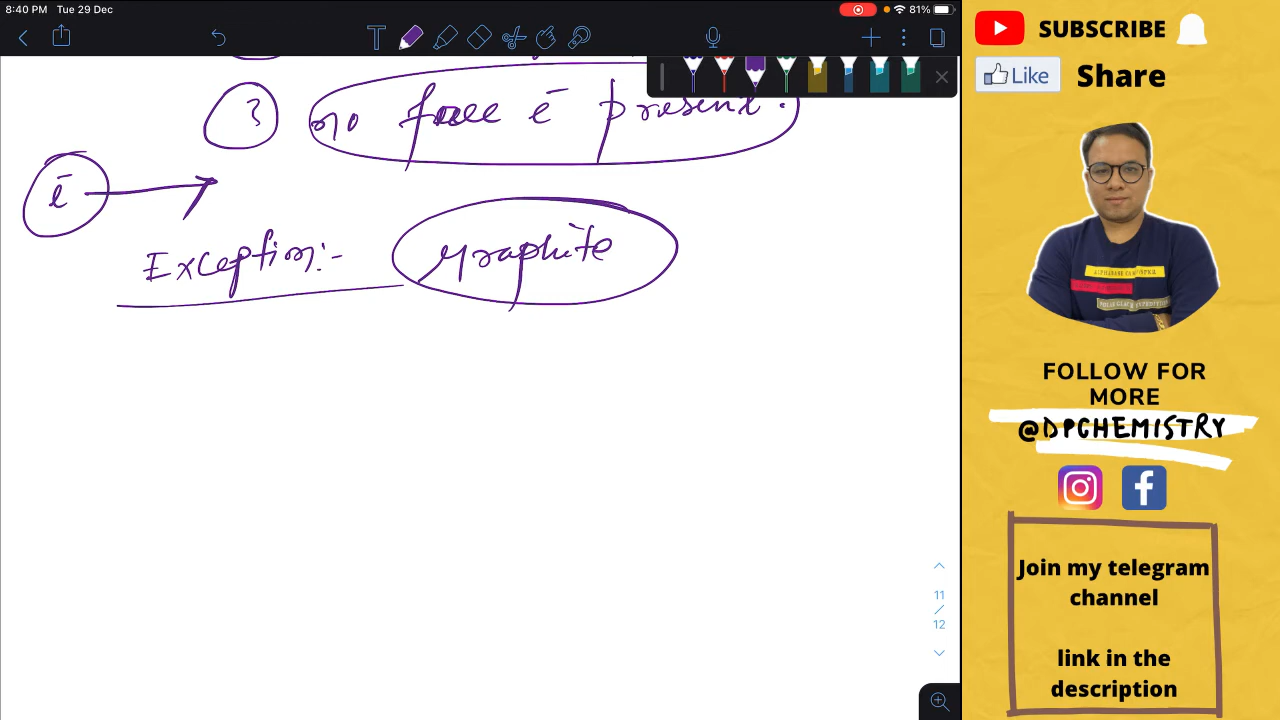 8:40 PM Tue 29 Dec
81%
3 no free ē present.
ē
Exception:- Graphite
11
/
12
SUBSCRIBE
Like
Share
FOLLOW FOR
MORE
@DPCHEMISTRY
Join my telegram
channel
link in the
description